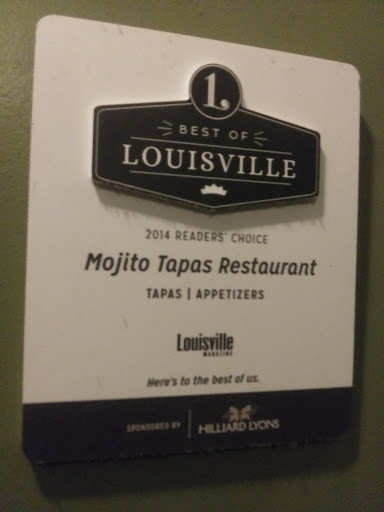 1.
BEST OF
LOUISVILLE
2014 READERS' CHOICE
Mojito Tapas Restaurant
TAPAS | APPETIZERS
Louisville
MAGAZINE
Here's to the best of us.
SPONSORED BY
HILLIARD LYONS